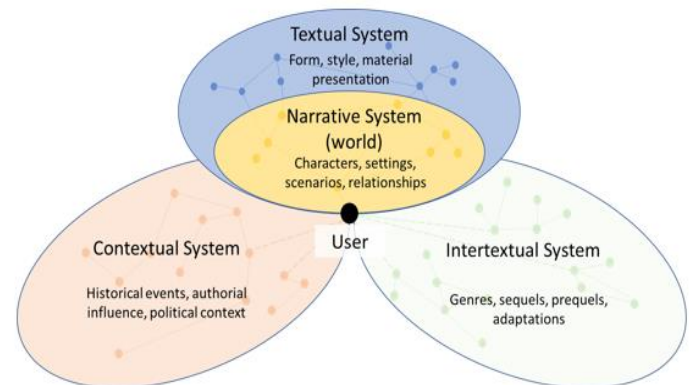 Textual System
Form, style, material
presentation
Narrative System
(world)
Characters, settings,
scenarios, relationships
Contextual System
Historical events, authorial
influence, political context
User
Intertextual System
Genres, sequels, prequels,
adaptations